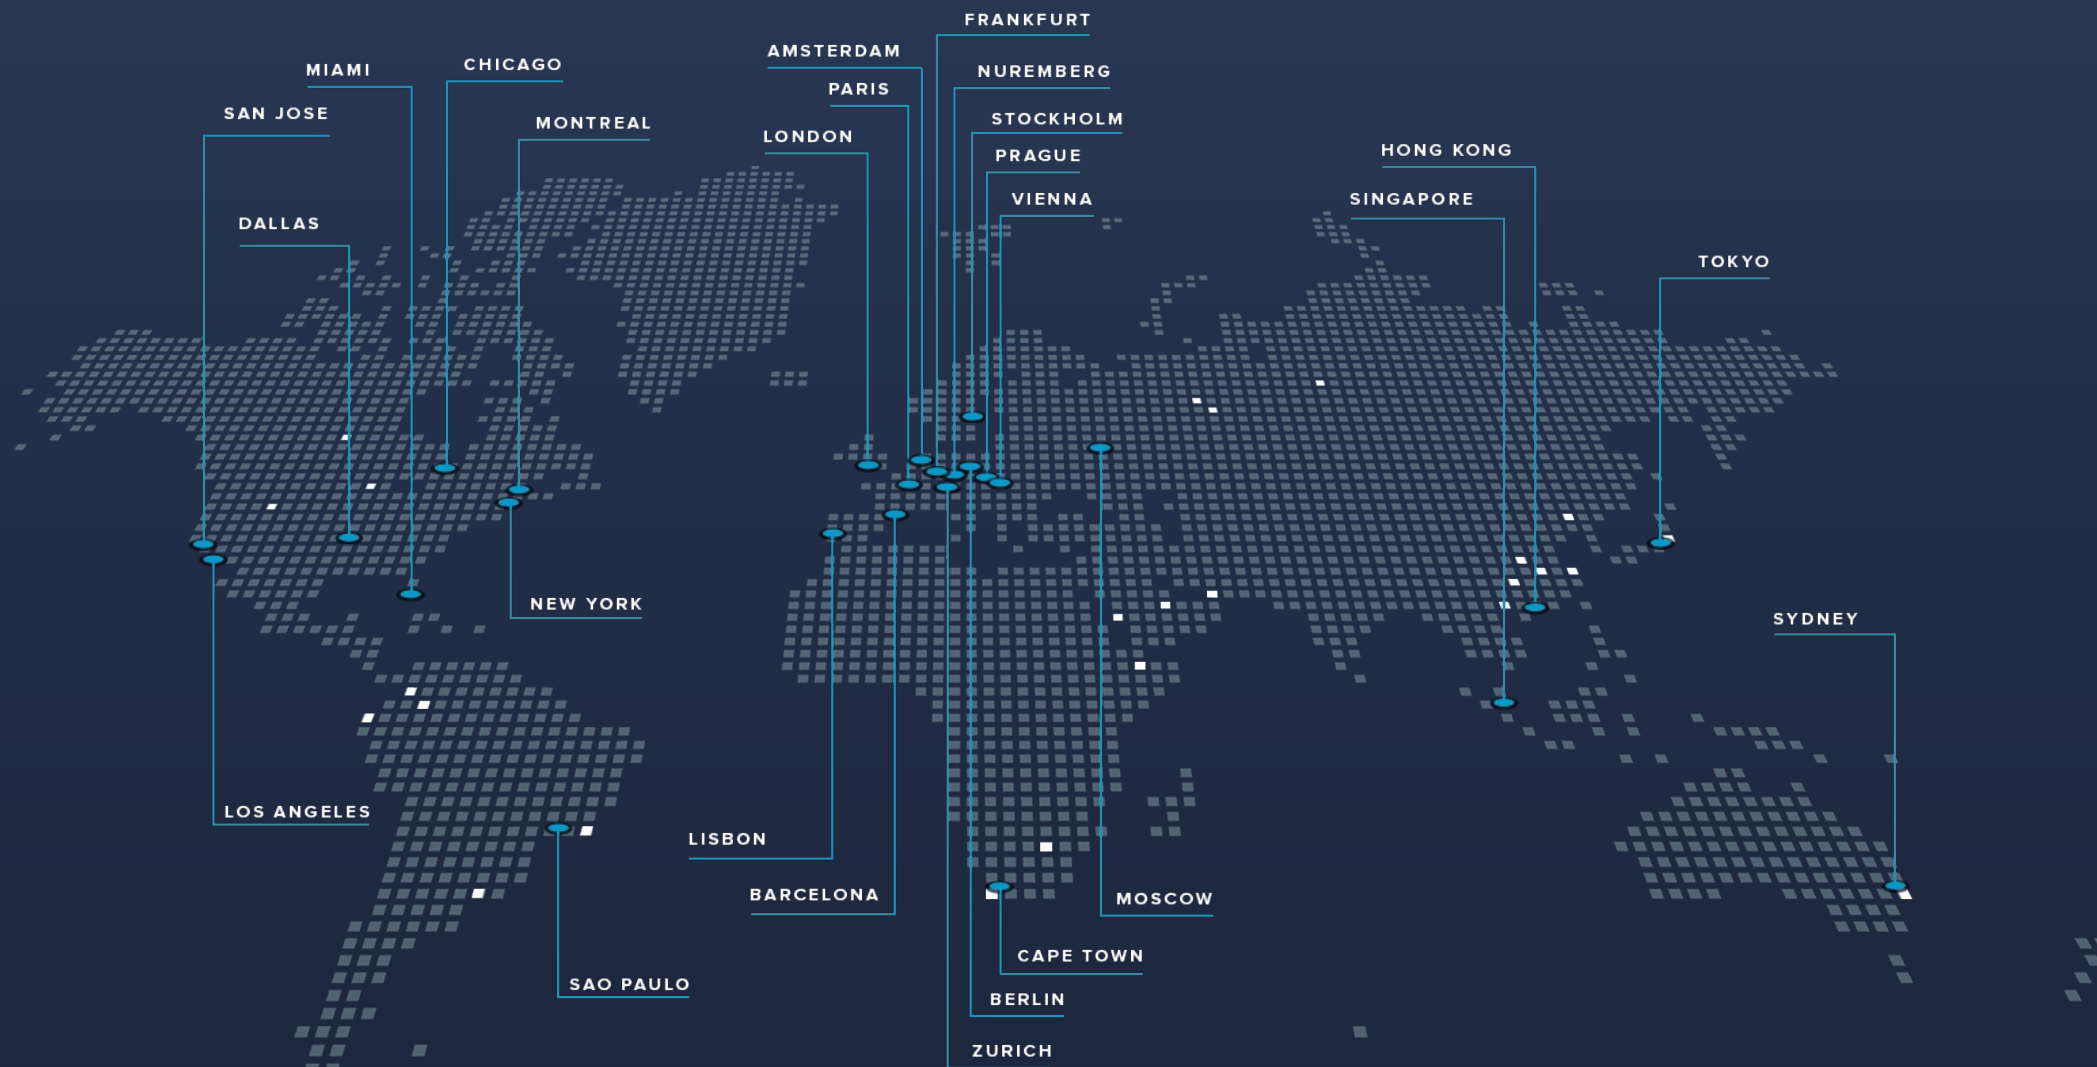 FRANKFURT
AMSTERDAM
MIAMI
CHICAGO
NUREMBERG
PARIS
SAN JOSE
MONTREAL
STOCKHOLM
LONDON
HONG KONG
PRAGUE
SINGAPORE
VIENNA
DALLAS
TOKYO
NEW YORK
SYDNEY
LOS ANGELES
LISBON
BARCELONA
MOSCOW
CAPE TOWN
SAO PAULO
BERLIN
ZURICH